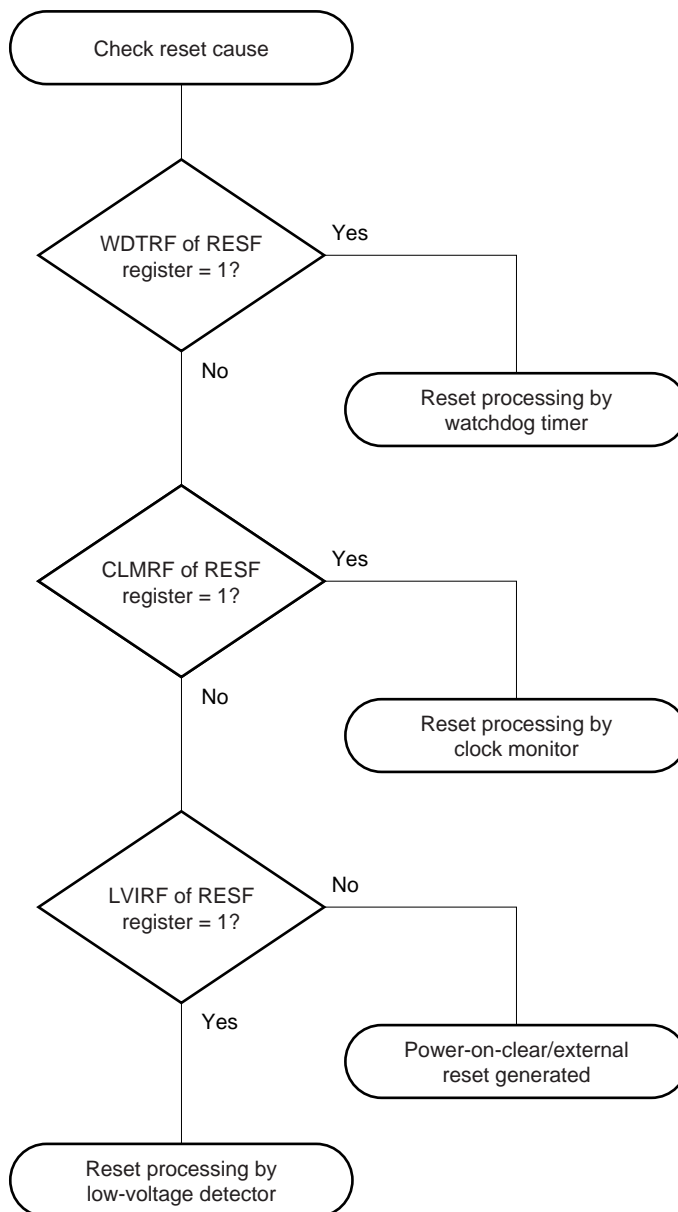 Check reset cause
WDTRF of RESF
register = 1?
Yes
No
Reset processing by
watchdog timer
CLMRF of RESF
register = 1?
Yes
No
Reset processing by
clock monitor
LVIRF of RESF
register = 1?
No
Yes
Power-on-clear/external
reset generated
Reset processing by
low-voltage detector